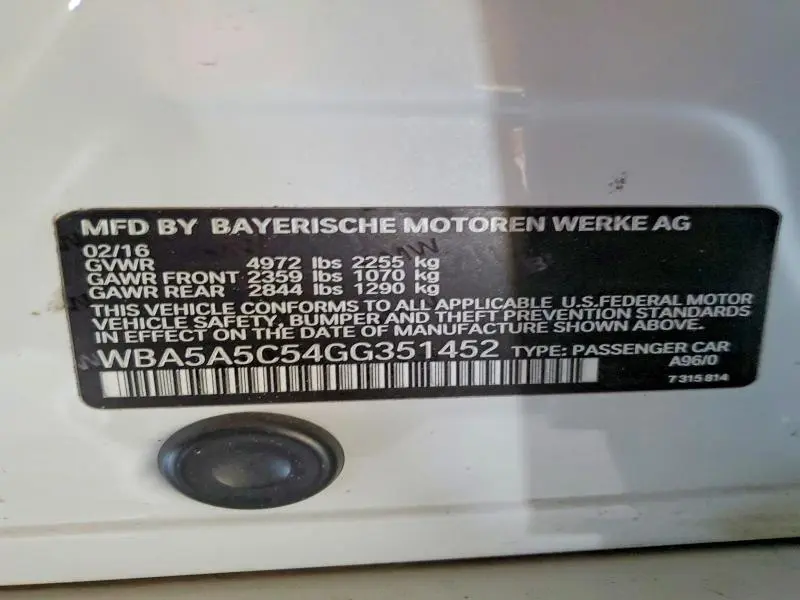 MFD BY BAYERISCHE MOTOREN WERKE AG
02/16
GVWR 4972 lbs 2255 kg
GAWR FRONT 2359 lbs 1070 kg
GAWR REAR 2844 lbs 1290 kg
THIS VEHICLE CONFORMS TO ALL APPLICABLE U.S.FEDERAL MOTOR
VEHICLE SAFETY, BUMPER AND THEFT PREVENTION STANDARDS
IN EFFECT ON THE DATE OF MANUFACTURE SHOWN ABOVE.
WBA5A5C54GG351452 TYPE: PASSENGER CAR
A96/0
7 315 814